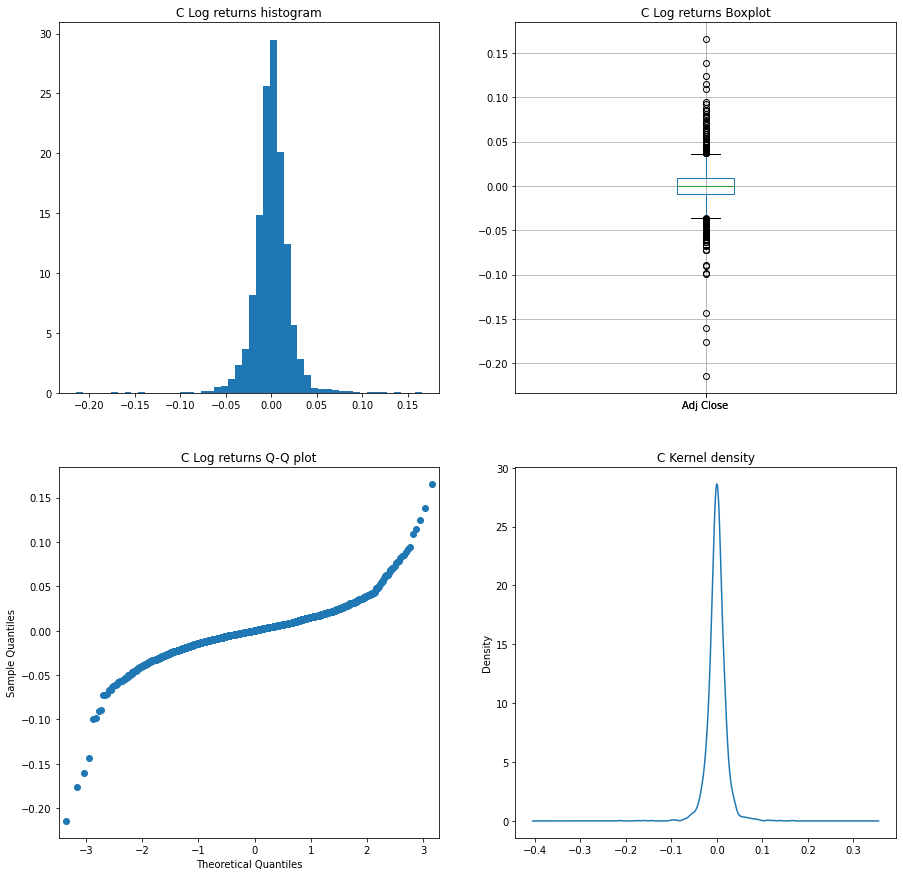 C Log returns histogram
30
25
20
15
10
5
0
−0.20 −0.15 −0.10 −0.05 0.00 0.05 0.10 0.15
C Log returns Boxplot
0.15
0.10
0.05
0.00
−0.05
−0.10
−0.15
−0.20
Adj Close
C Log returns Q-Q plot
Sample Quantiles
0.15
0.10
0.05
0.00
−0.05
−0.10
−0.15
−0.20
−3 −2 −1 0 1 2 3
Theoretical Quantiles
C Kernel density
Density
30
25
20
15
10
5
0
−0.4 −0.3 −0.2 −0.1 0.0 0.1 0.2 0.3